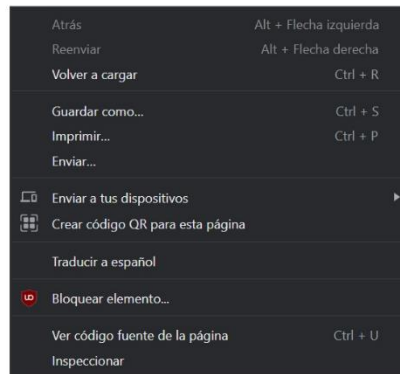 Atrás Alt + Flecha izquierda
Reenviar Alt + Flecha derecha
Volver a cargar Ctrl + R
Guardar como... Ctrl + S
Imprimir... Ctrl + P
Enviar...
Enviar a tus dispositivos
Crear código QR para esta página
Traducir a español
Bloquear elemento...
Ver código fuente de la página Ctrl + U
Inspeccionar